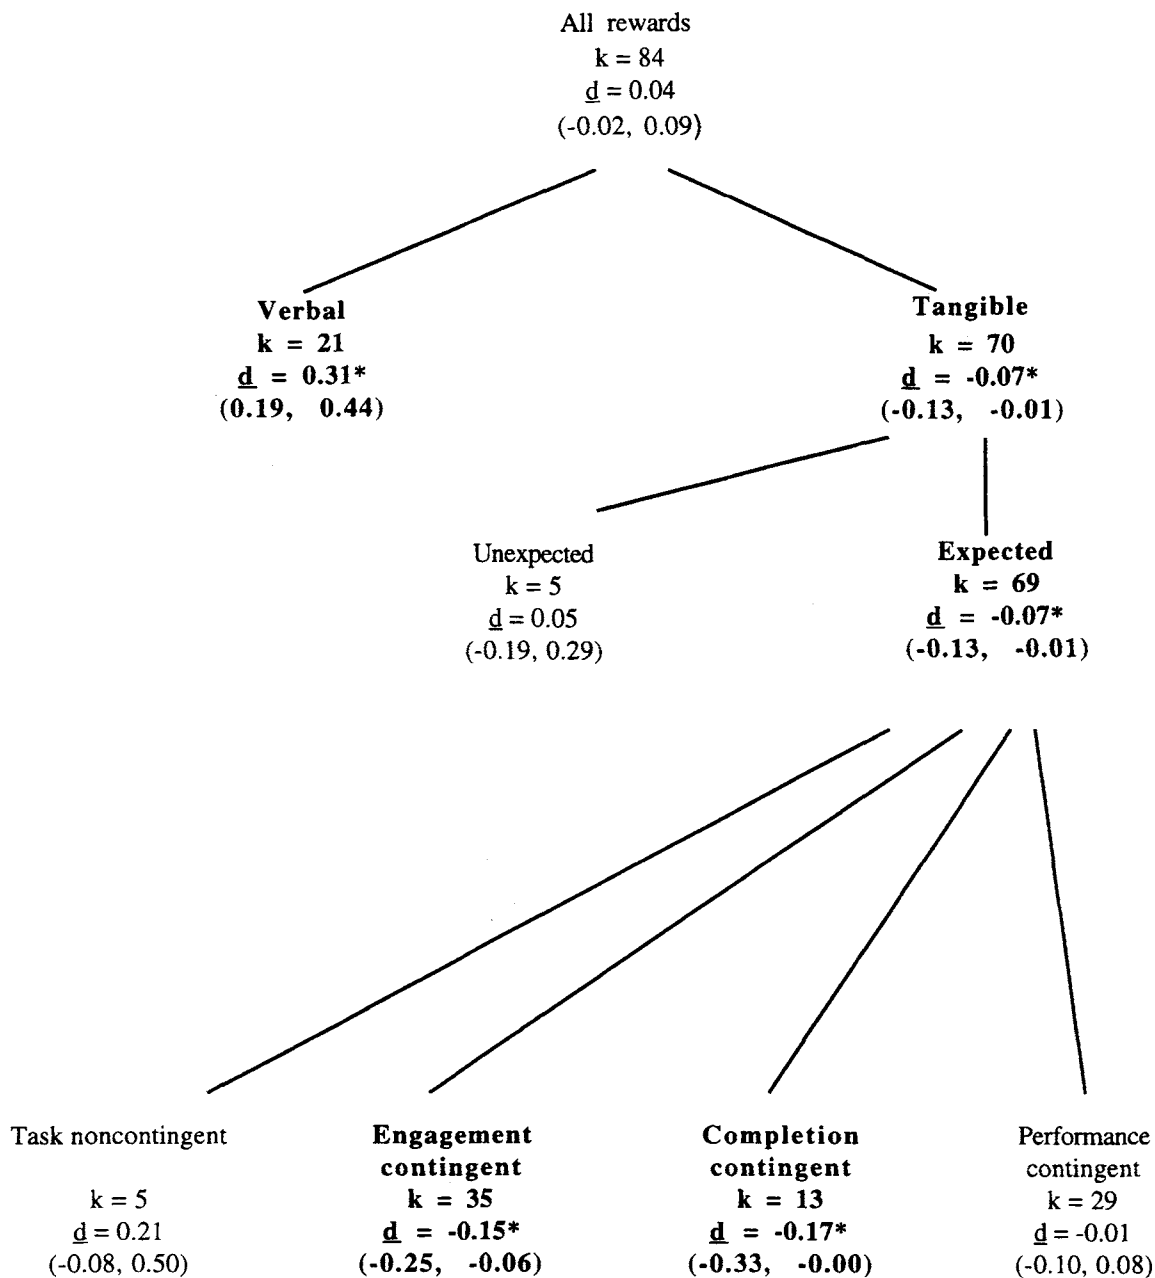 All rewards
k = 84
d = 0.04
(-0.02, 0.09)
Verbal
k = 21
d = 0.31*
(0.19, 0.44)
Tangible
k = 70
d = -0.07*
(-0.13, -0.01)
Unexpected
k = 5
d = 0.05
(-0.19, 0.29)
Expected
k = 69
d = -0.07*
(-0.13, -0.01)
Task noncontingent
k = 5
d = 0.21
(-0.08, 0.50)
Engagement
contingent
k = 35
d = -0.15*
(-0.25, -0.06)
Completion
contingent
k = 13
d = -0.17*
(-0.33, -0.00)
Performance
contingent
k = 29
d = -0.01
(-0.10, 0.08)